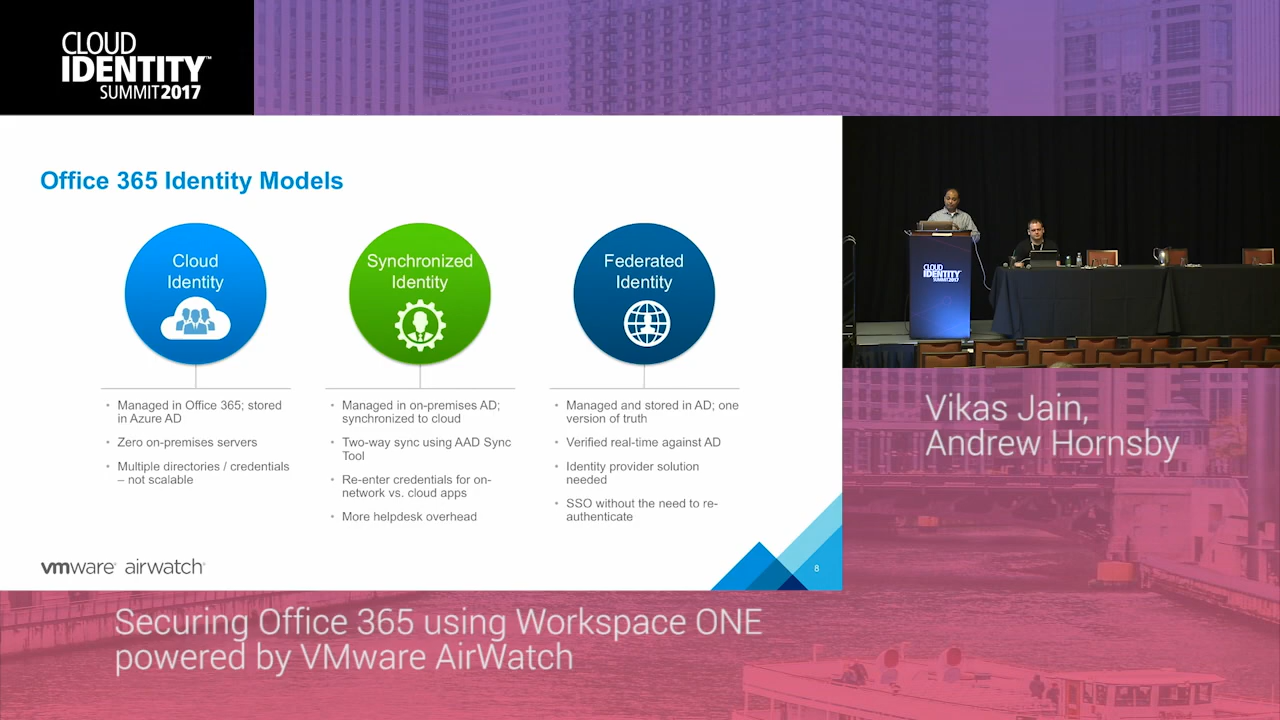 CLOUD
IDENTITY™
SUMMIT 2017
Office 365 Identity Models
Cloud
Identity
• Managed in Office 365; stored
in Azure AD
• Zero on-premises servers
• Multiple directories / credentials
– not scalable
Synchronized
Identity
• Managed in on-premises AD;
synchronized to cloud
• Two-way sync using AAD Sync
Tool
• Re-enter credentials for on-
network vs. cloud apps
• More helpdesk overhead
Federated
Identity
• Managed and stored in AD; one
version of truth
• Verified real-time against AD
• Identity provider solution
needed
• SSO without the need to re-
authenticate
vmware airwatch
8
CLOUD
IDENTITY
SUMMIT 2017
Vikas Jain,
Andrew Hornsby
Securing Office 365 using Workspace ONE
powered by VMware AirWatch